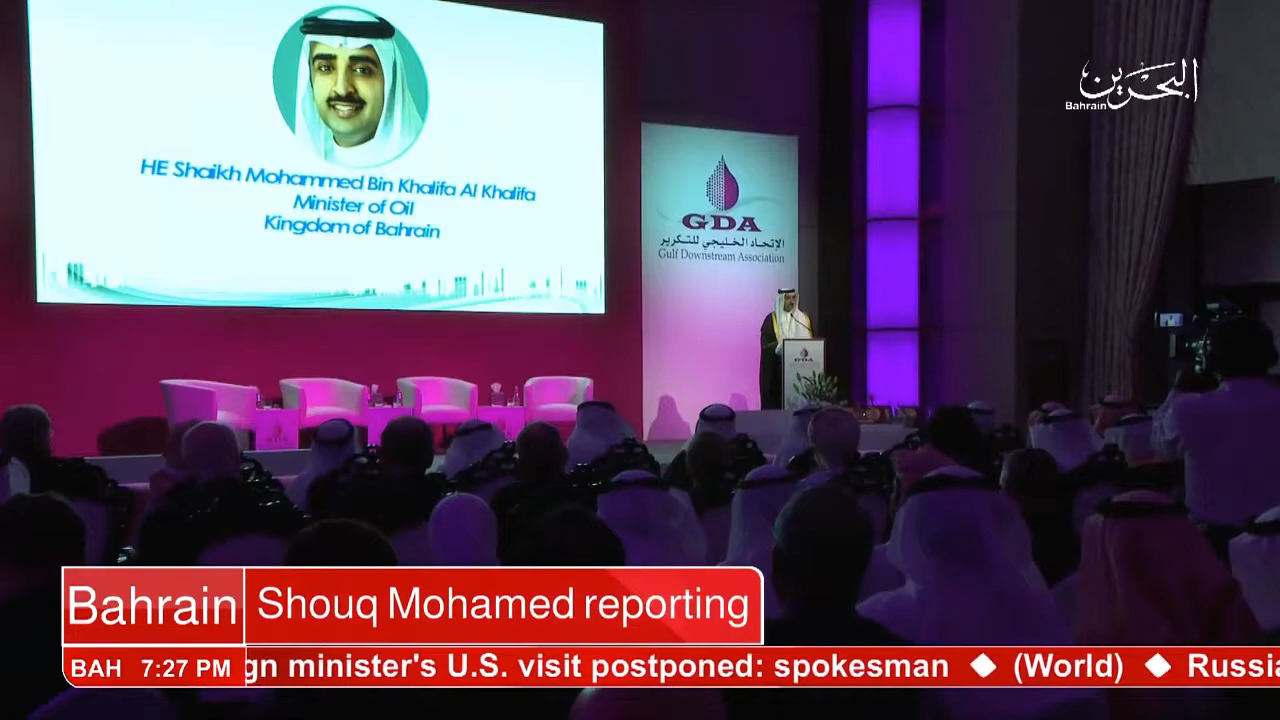 HE Shaikh Mohammed Bin Khalifa Al Khalifa
Minister of Oil
Kingdom of Bahrain
البحرين
Bahrain
GDA
الإتحاد الخليجي للتكرير
Gulf Downstream Association
GDA
Bahrain
Shouq Mohamed reporting
BAH 7:27 PM
gn minister's U.S. visit postponed: spokesman ◆ (World) ◆ Russia